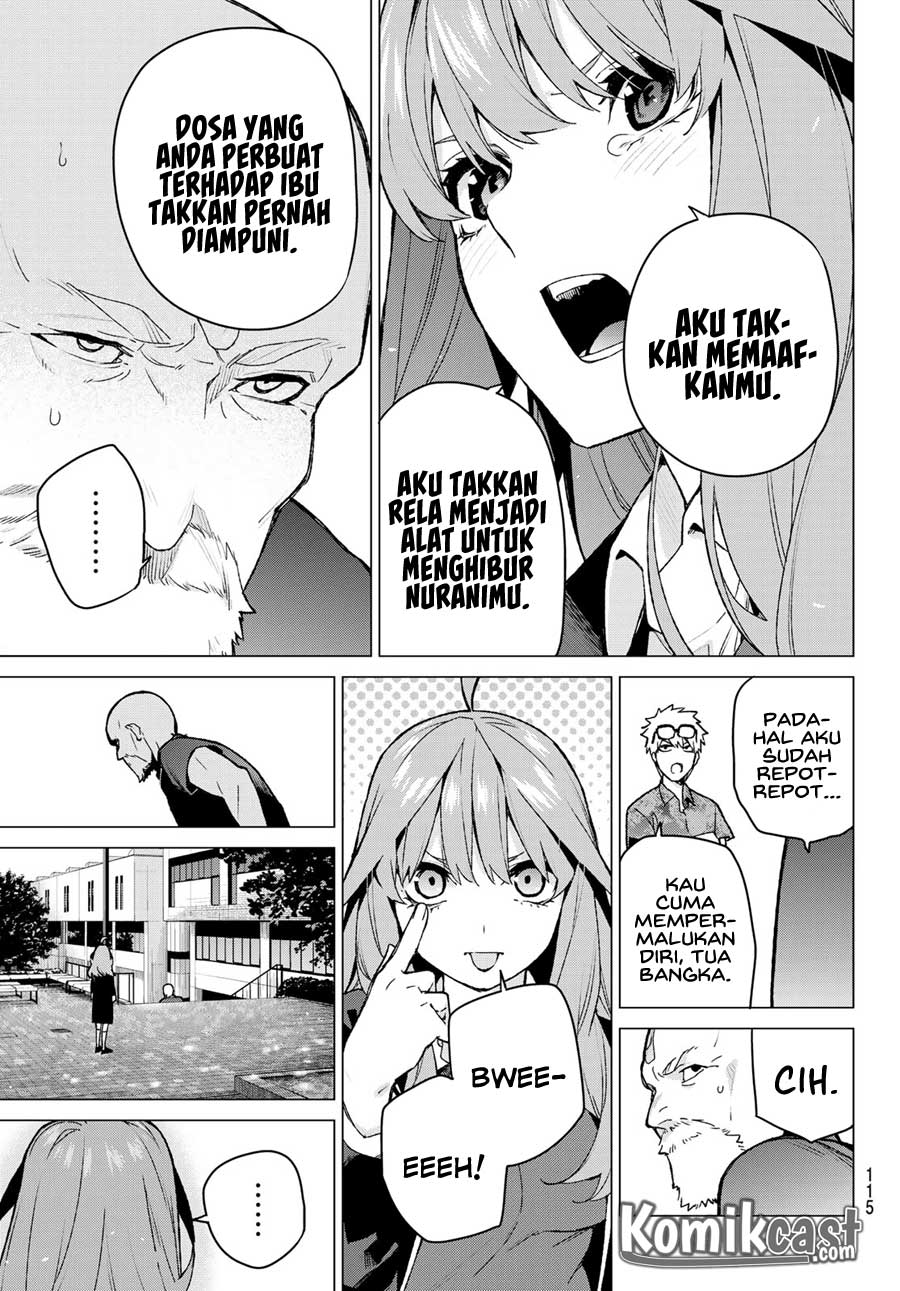 AKU TAK-
KAN MEMAAF-
KANMU.
AKU TAKKAN
RELA MENJADI
ALAT UNTUK
MENGHIBUR
NURANIMU.
DOSA YANG
ANDA PERBUAT
TERHADAP IBU
TAKKAN PERNAH
DIAMPUNI.
......
PADA-
HAL AKU
SUDAH
REPOT-
REPOT...
KAU
CUMA
MEMPER-
MALUKAN
DIRI, TUA
BANGKA.
CIH.
BWEE-
EEEH!
....
115
Komikcast
.com